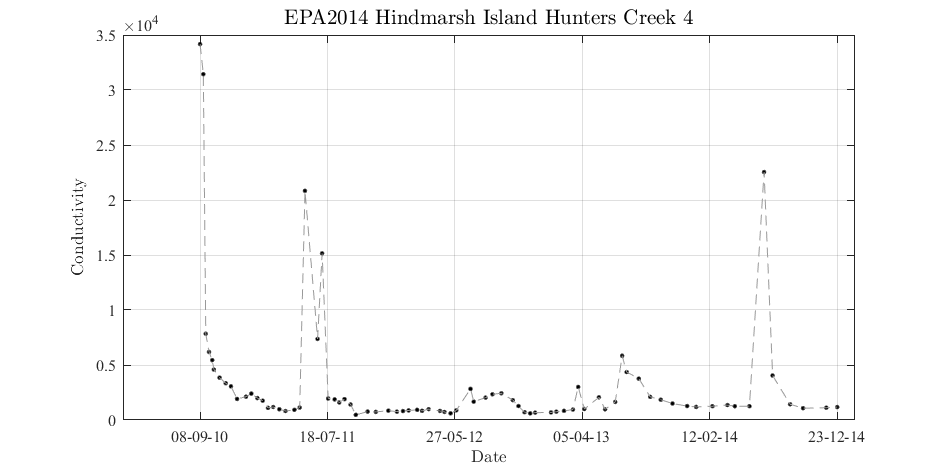 EPA2014 Hindmarsh Island Hunters Creek 4
×10⁴
3.5
3
2.5
2
1.5
1
0.5
0
Conductivity
08-09-10 18-07-11 27-05-12 05-04-13 12-02-14 23-12-14
Date